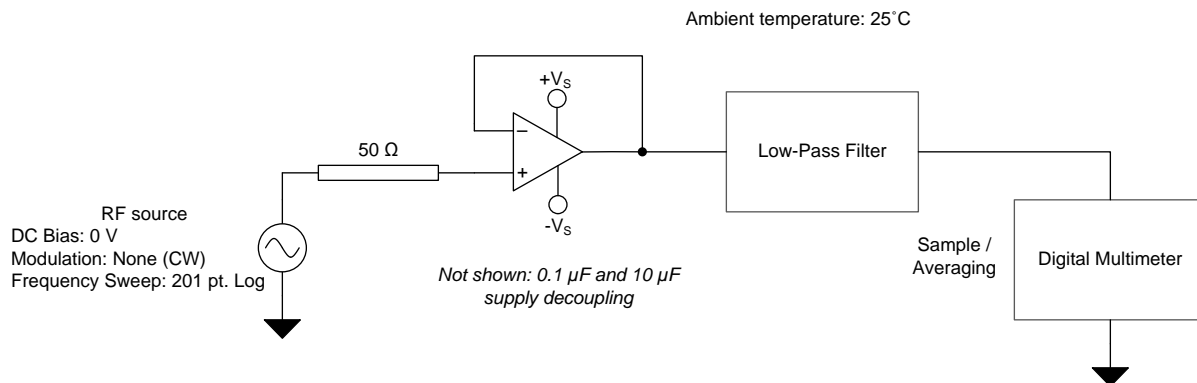 Ambient temperature: 25˚C
+VS
−
50 Ω
+
Low-Pass Filter
-VS
RF source
DC Bias: 0 V
Modulation: None (CW)
Frequency Sweep: 201 pt. Log
Not shown: 0.1 µF and 10 µF
supply decoupling
Sample /
Averaging
Digital Multimeter